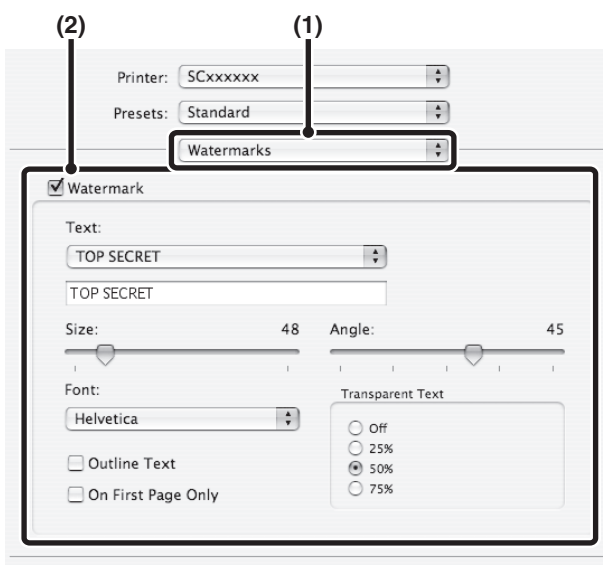 (2) (1)
Printer: SCxxxxxx
Presets: Standard
Watermarks
Watermark
Text:
TOP SECRET
TOP SECRET
Size: 48 Angle: 45
Font: Transparent Text
Helvetica
Off
25%
Outline Text 50%
On First Page Only 75%